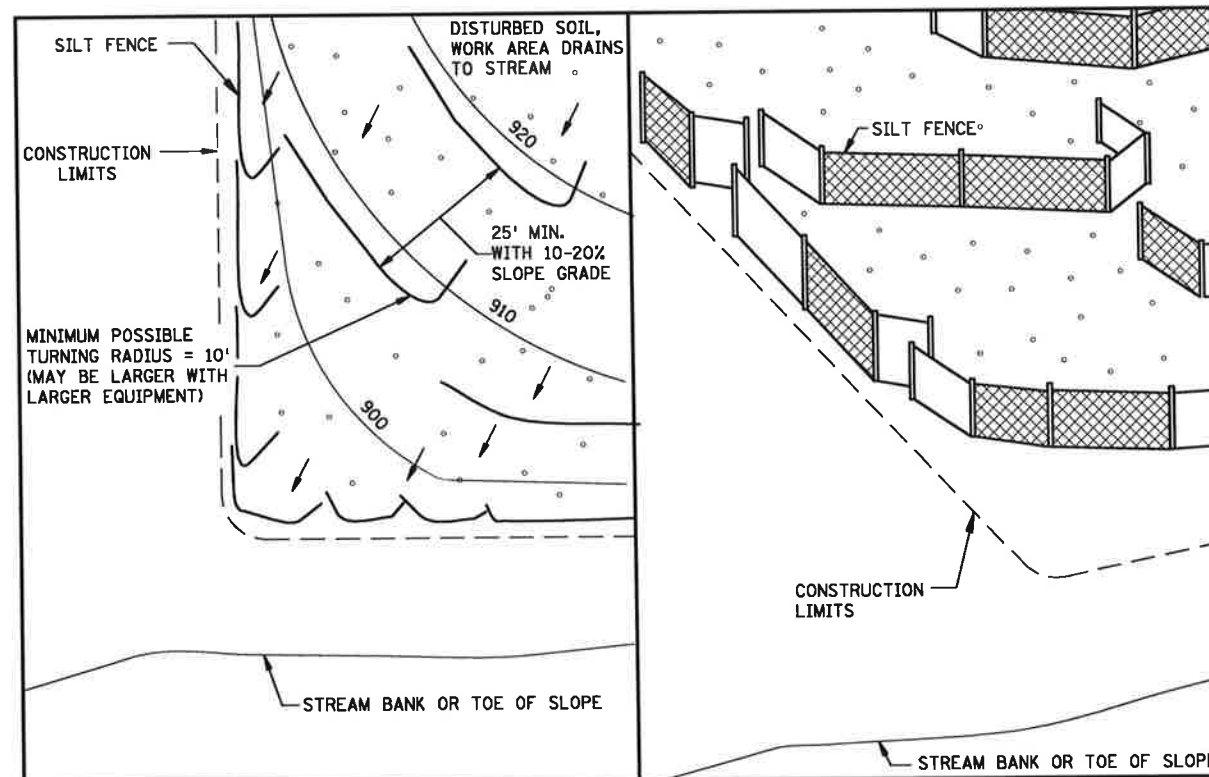 SILT FENCE
DISTURBED SOIL,
WORK AREA DRAINS
TO STREAM
920
CONSTRUCTION
LIMITS
25' MIN.
WITH 10-20%
SLOPE GRADE
910
MINIMUM POSSIBLE
TURNING RADIUS = 10'
(MAY BE LARGER WITH
LARGER EQUIPMENT)
900
STREAM BANK OR TOE OF SLOPE
SILT FENCE
CONSTRUCTION
LIMITS
STREAM BANK OR TOE OF SLOPE